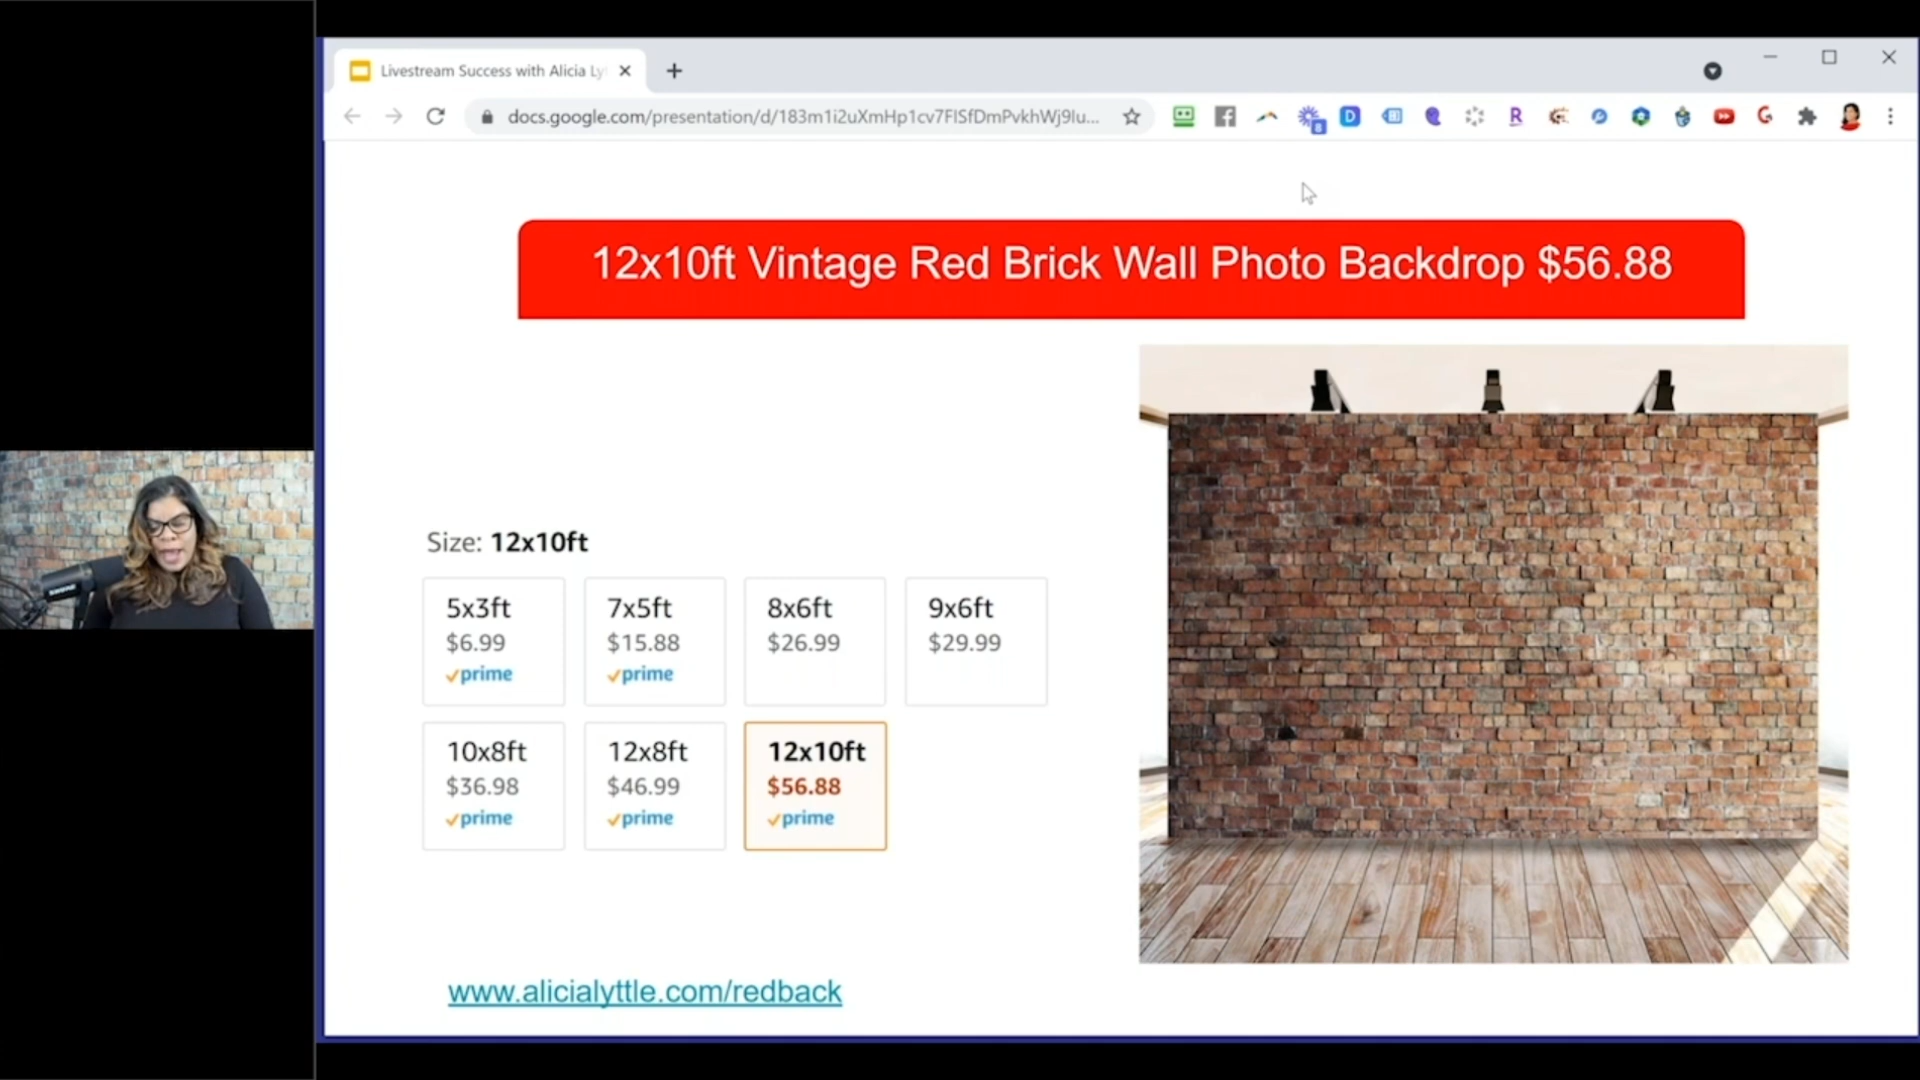 Livestream Success with Alicia Ly
docs.google.com/presentation/d/183m1i2uXmHp1cv7FISfDmPvkhWj9Iu...
12x10ft Vintage Red Brick Wall Photo Backdrop $56.88
Size: 12x10ft
5x3ft
$6.99
prime
7x5ft
$15.88
prime
8x6ft
$26.99
9x6ft
$29.99
10x8ft
$36.98
prime
12x8ft
$46.99
prime
12x10ft
$56.88
prime
www.alicialyttle.com/redback